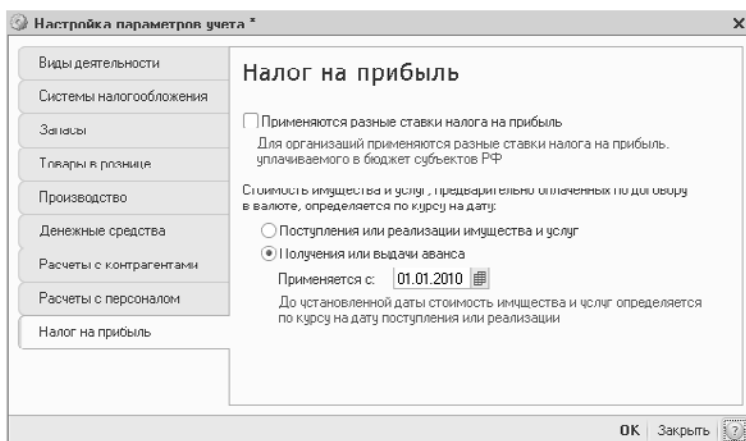 Настройка параметров учета *
Виды деятельности
Системы налогообложения
Запасы
Товары в рознице
Производство
Денежные средства
Расчеты с контрагентами
Расчеты с персоналом
Налог на прибыль
Налог на прибыль
Применяются разные ставки налога на прибыль
Для организаций применяются разные ставки налога на прибыль,
уплачиваемого в бюджет субъектов РФ
Стоимость имущества и услуг, предварительно оплаченных по договору
в валюте, определяется по курсу на дату:
Поступления или реализации имущества и услуг
Получения или выдачи аванса
Применяется с: 01.01.2010
До установленной даты стоимость имущества и услуг определяется
по курсу на дату поступления или реализации
OK Закрыть ?